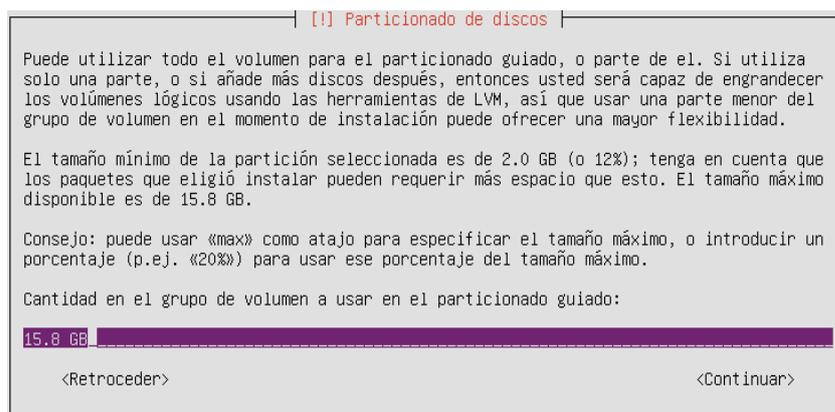 [!] Particionado de discos
Puede utilizar todo el volumen para el particionado guiado, o parte de el. Si utiliza
solo una parte, o si añade más discos después, entonces usted será capaz de engrandecer
los volúmenes lógicos usando las herramientas de LVM, así que usar una parte menor del
grupo de volumen en el momento de instalación puede ofrecer una mayor flexibilidad.
El tamaño mínimo de la partición seleccionada es de 2.0 GB (o 12%); tenga en cuenta que
los paquetes que eligió instalar pueden requerir más espacio que esto. El tamaño máximo
disponible es de 15.8 GB.
Consejo: puede usar «max» como atajo para especificar el tamaño máximo, o introducir un
porcentaje (p.ej. «20%») para usar ese porcentaje del tamaño máximo.
Cantidad en el grupo de volumen a usar en el particionado guiado:
15.8 GB
<Retroceder> <Continuar>